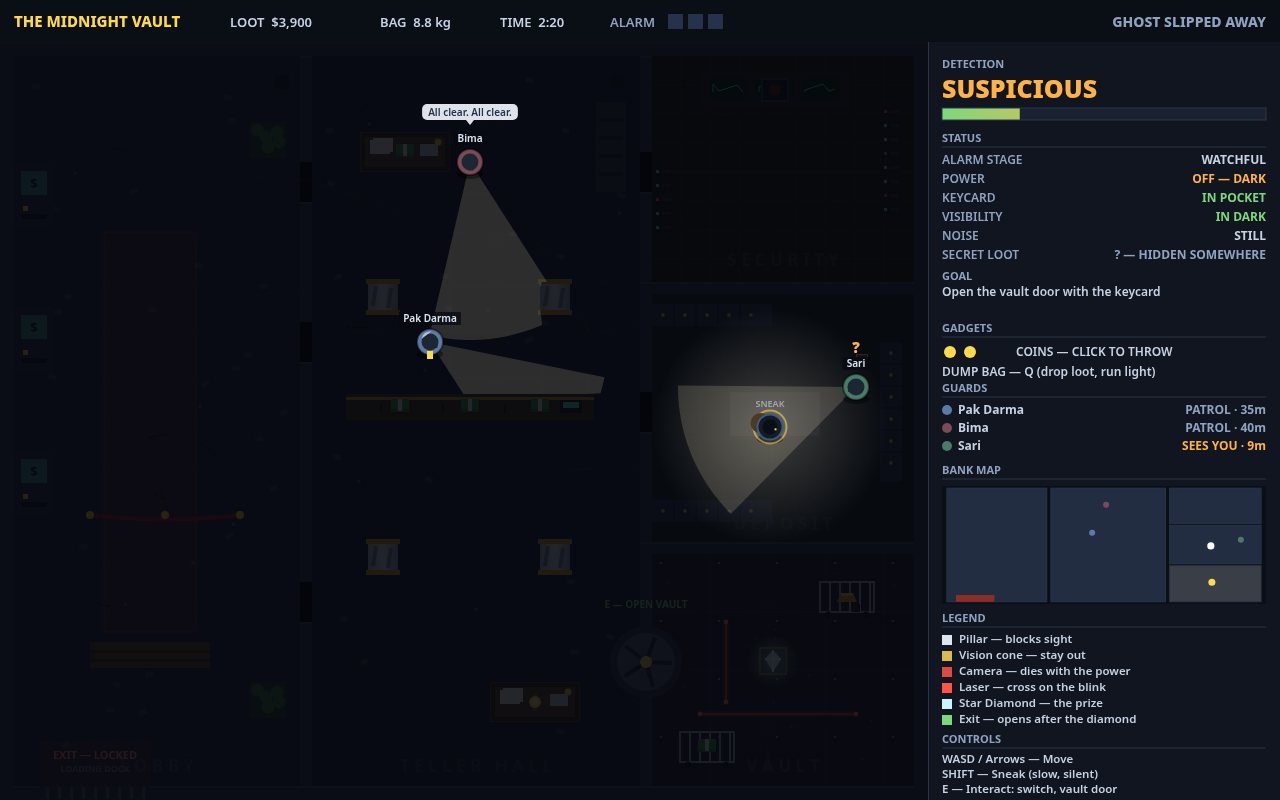 THE MIDNIGHT VAULT
LOOT $3,900
BAG 8.8 kg
TIME 2:20
ALARM
GHOST SLIPPED AWAY
All clear. All clear.
Bima
Pak Darma
?
Sari
SNEAK
SECURITY
DEPOSIT
E — OPEN VAULT
S
S
S
EXIT — LOCKED
LOADING DOCK
TELLER HALL
VAULT
DETECTION
SUSPICIOUS
STATUS
ALARM STAGE WATCHFUL
POWER OFF — DARK
KEYCARD IN POCKET
VISIBILITY IN DARK
NOISE STILL
SECRET LOOT ? — HIDDEN SOMEWHERE
GOAL
Open the vault door with the keycard
GADGETS
COINS — CLICK TO THROW
DUMP BAG — Q (drop loot, run light)
GUARDS
Pak Darma PATROL · 35m
Bima PATROL · 40m
Sari SEES YOU · 9m
BANK MAP
LEGEND
Pillar — blocks sight
Vision cone — stay out
Camera — dies with the power
Laser — cross on the blink
Star Diamond — the prize
Exit — opens after the diamond
CONTROLS
WASD / Arrows — Move
SHIFT — Sneak (slow, silent)
E — Interact: switch, vault door